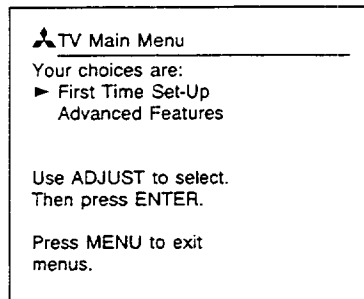 TV Main Menu
Your choices are:
► First Time Set-Up
Advanced Features
Use ADJUST to select.
Then press ENTER.
Press MENU to exit
menus.